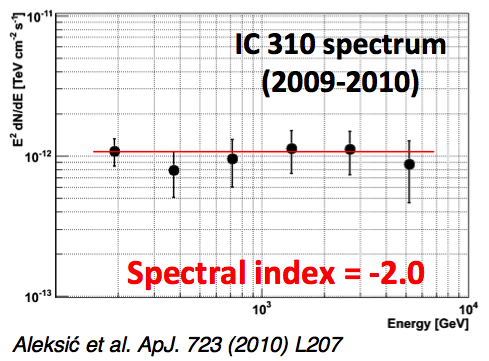 10⁻¹¹
IC 310 spectrum
(2009-2010)
E² dN/dE [TeV cm⁻² s⁻¹]
10⁻¹²
Spectral index = -2.0
10⁻¹³
10³
10⁴
Energy [GeV]
Aleksić et al. ApJ. 723 (2010) L207